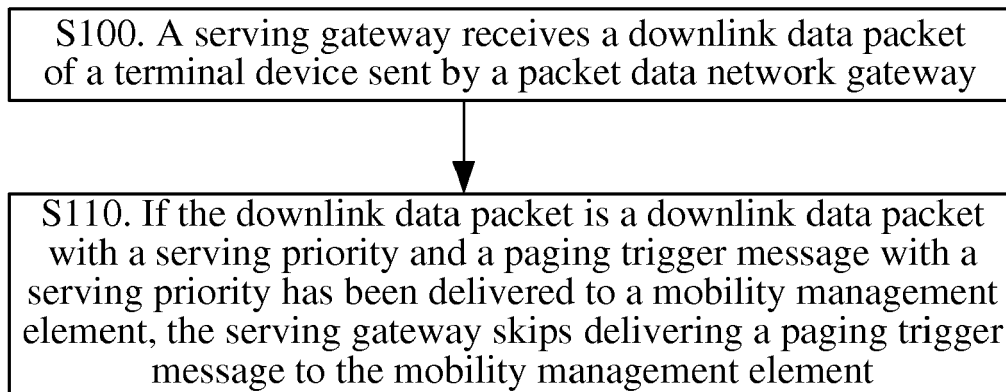 S100. A serving gateway receives a downlink data packet
of a terminal device sent by a packet data network gateway
S110. If the downlink data packet is a downlink data packet
with a serving priority and a paging trigger message with a
serving priority has been delivered to a mobility management
element, the serving gateway skips delivering a paging trigger
message to the mobility management element